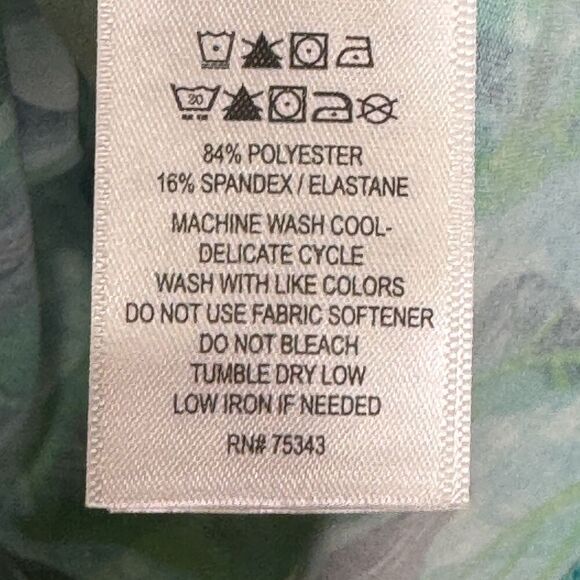 20
84% POLYESTER
16% SPANDEX / ELASTANE
MACHINE WASH COOL-
DELICATE CYCLE
WASH WITH LIKE COLORS
DO NOT USE FABRIC SOFTENER
DO NOT BLEACH
TUMBLE DRY LOW
LOW IRON IF NEEDED
RN# 75343